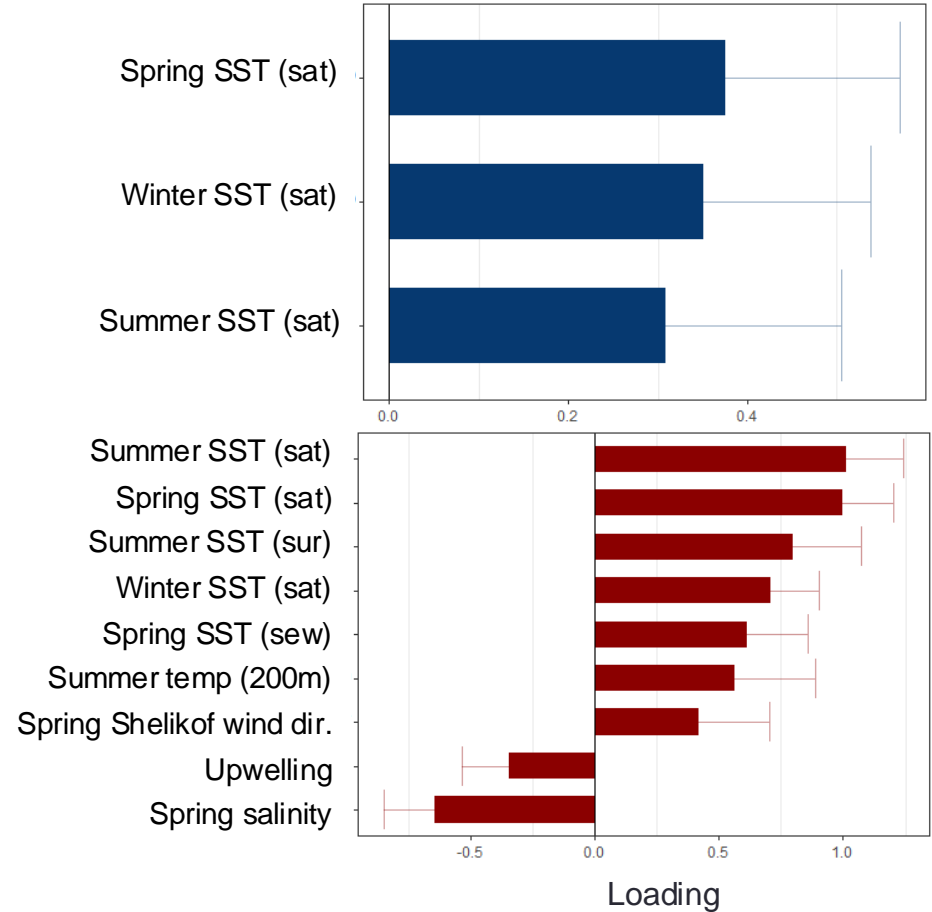 Spring SST (sat)
Winter SST (sat)
Summer SST (sat)
0.0 0.2 0.4
Summer SST (sat)
Spring SST (sat)
Summer SST (sur)
Winter SST (sat)
Spring SST (sew)
Summer temp (200m)
Spring Shelikof wind dir.
Upwelling
Spring salinity
-0.5 0.0 0.5 1.0
Loading